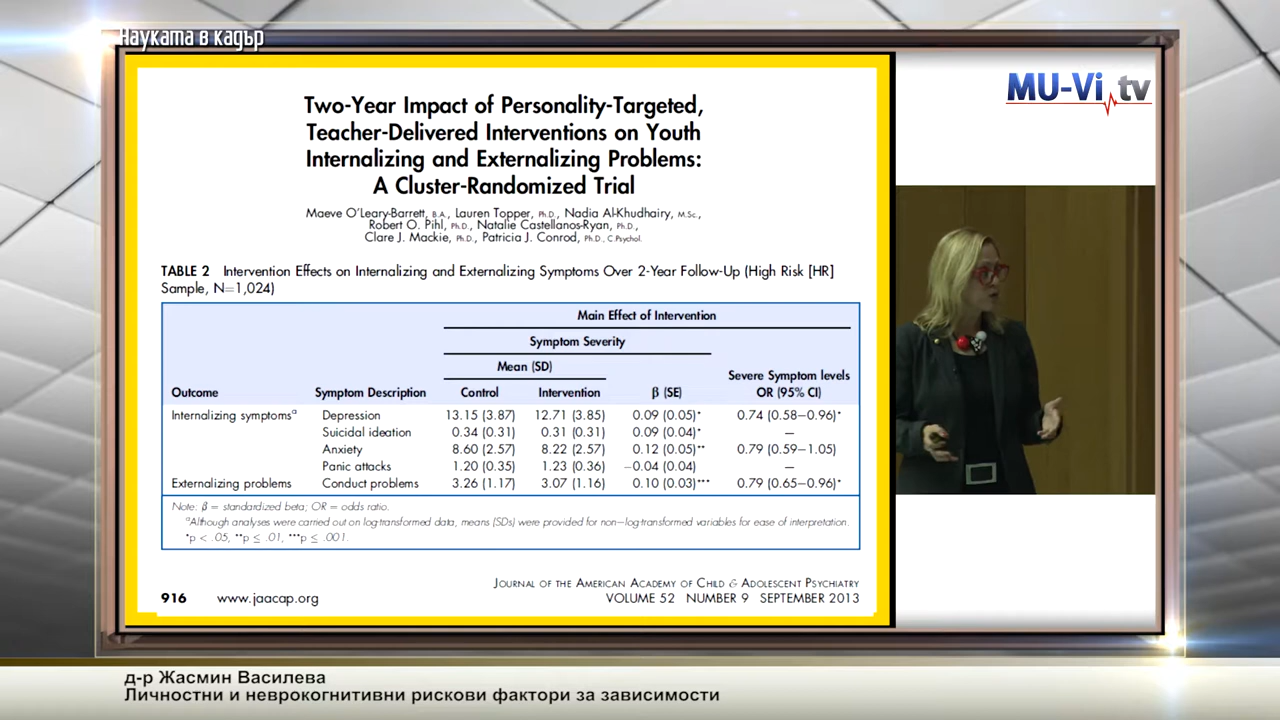 Науката в кадър
MU-Vi.tv
Two-Year Impact of Personality-Targeted,
Teacher-Delivered Interventions on Youth
Internalizing and Externalizing Problems:
A Cluster-Randomized Trial
Maeve O'Leary-Barrett, B.A., Lauren Topper, Ph.D., Nadia Al-Khudhairy, M.Sc.,
Robert O. Pihl, Ph.D., Natalie Castellanos-Ryan, Ph.D.,
Clare J. Mackie, Ph.D., Patricia J. Conrod, Ph.D., C.Psychol.
TABLE 2 Intervention Effects on Internalizing and Externalizing Symptoms Over 2-Year Follow-Up (High Risk [HR]
Sample, N=1,024)
Main Effect of Intervention
Symptom Severity
Mean (SD)
Severe Symptom levels
Outcome Symptom Description Control Intervention β (SE) OR (95% CI)
Internalizing symptomsᵃ Depression 13.15 (3.87) 12.71 (3.85) 0.09 (0.05)* 0.74 (0.58–0.96)*
Suicidal ideation 0.34 (0.31) 0.31 (0.31) 0.09 (0.04)* —
Anxiety 8.60 (2.57) 8.22 (2.57) 0.12 (0.05)** 0.79 (0.59–1.05)
Panic attacks 1.20 (0.35) 1.23 (0.36) −0.04 (0.04) —
Externalizing problems Conduct problems 3.26 (1.17) 3.07 (1.16) 0.10 (0.03)*** 0.79 (0.65–0.96)*
Note: β = standardized beta; OR = odds ratio.
ᵃAlthough analyses were carried out on log-transformed data, means (SDs) were provided for non–log-transformed variables for ease of interpretation.
*p < .05, **p ≤ .01, ***p ≤ .001.
JOURNAL OF THE AMERICAN ACADEMY OF CHILD & ADOLESCENT PSYCHIATRY
916 www.jaacap.org VOLUME 52 NUMBER 9 SEPTEMBER 2013
д-р Жасмин Василева
Личностни и неврокогнитивни рискови фактори за зависимости